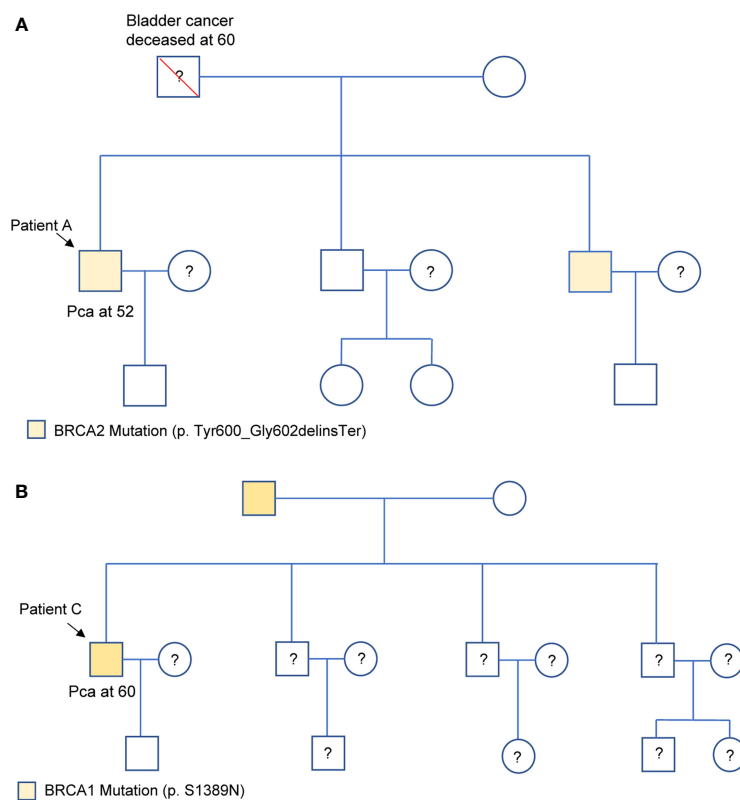 A
Bladder cancer
deceased at 60
?
Patient A
? ? ?
Pca at 52
BRCA2 Mutation (p. Tyr600_Gly602delinsTer)
B
Patient C
? ? ? ? ? ? ?
Pca at 60
? ? ? ?
BRCA1 Mutation (p. S1389N)